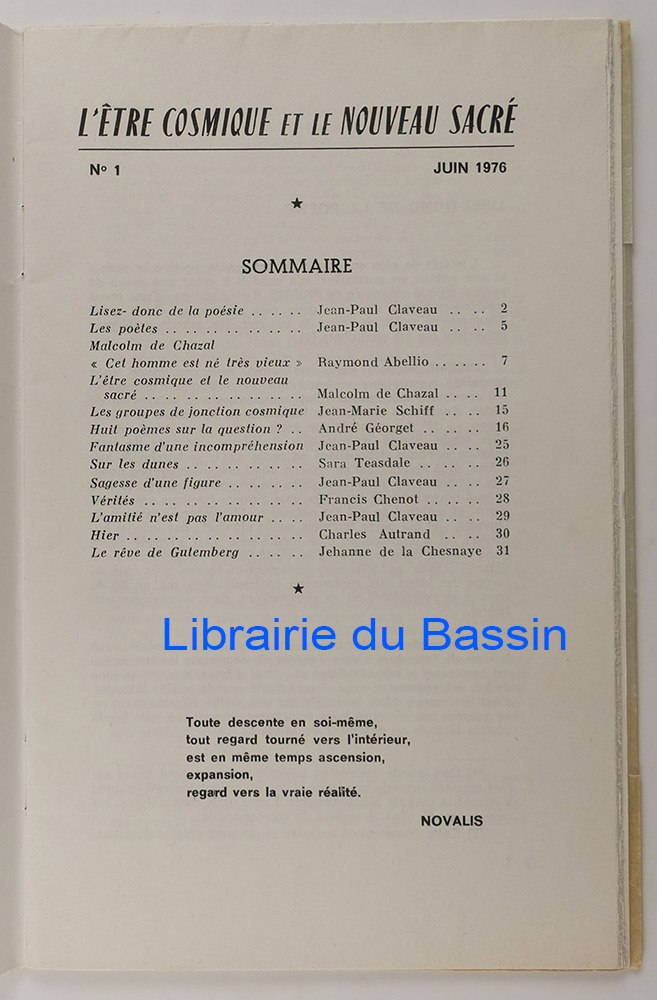 L'ÊTRE COSMIQUE ET LE NOUVEAU SACRÉ
Nº 1 JUIN 1976
★
SOMMAIRE
Lisez- donc de la poésie . . . . . . Jean-Paul Claveau . . . . 2
Les poètes . . . . . . . . . . . . . Jean-Paul Claveau . . . . 5
Malcolm de Chazal
« Cet homme est né très vieux » Raymond Abellio . . . . . . 7
L'être cosmique et le nouveau
sacré . . . . . . . . . . . . . . . Malcolm de Chazal . . . . 11
Les groupes de jonction cosmique Jean-Marie Schiff . . . . 15
Huit poèmes sur la question ? . . André Géorget . . . . . . 16
Fantasme d'une incompréhension Jean-Paul Claveau . . . . 25
Sur les dunes . . . . . . . . . . . Sara Teasdale . . . . . . 26
Sagesse d'une figure . . . . . . . Jean-Paul Claveau . . . . 27
Vérités . . . . . . . . . . . . . . Francis Chenot . . . . . . 28
L'amitié n'est pas l'amour . . . . Jean-Paul Claveau . . . . 29
Hier . . . . . . . . . . . . . . . . Charles Autrand . . . . 30
Le rêve de Gutemberg . . . . . . Jehanne de la Chesnaye 31
★
Librairie du Bassin
Toute descente en soi-même,
tout regard tourné vers l'intérieur,
est en même temps ascension,
expansion,
regard vers la vraie réalité.
NOVALIS